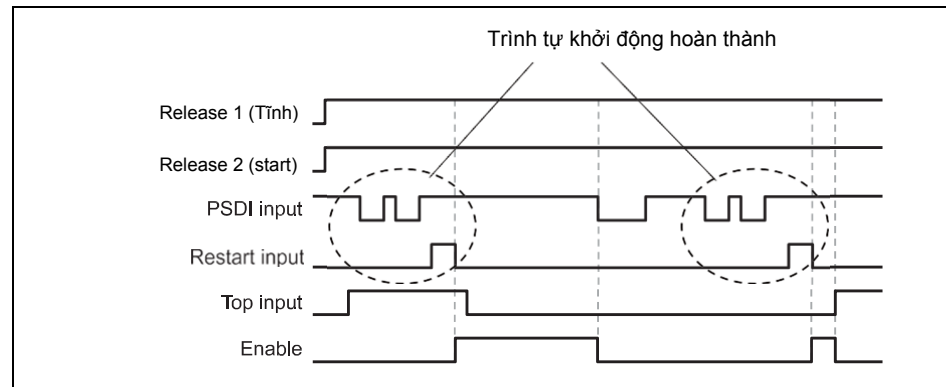 Trình tự khởi động hoàn thành
Release 1 (Tĩnh)
Release 2 (start)
PSDI input
Restart input
Top input
Enable